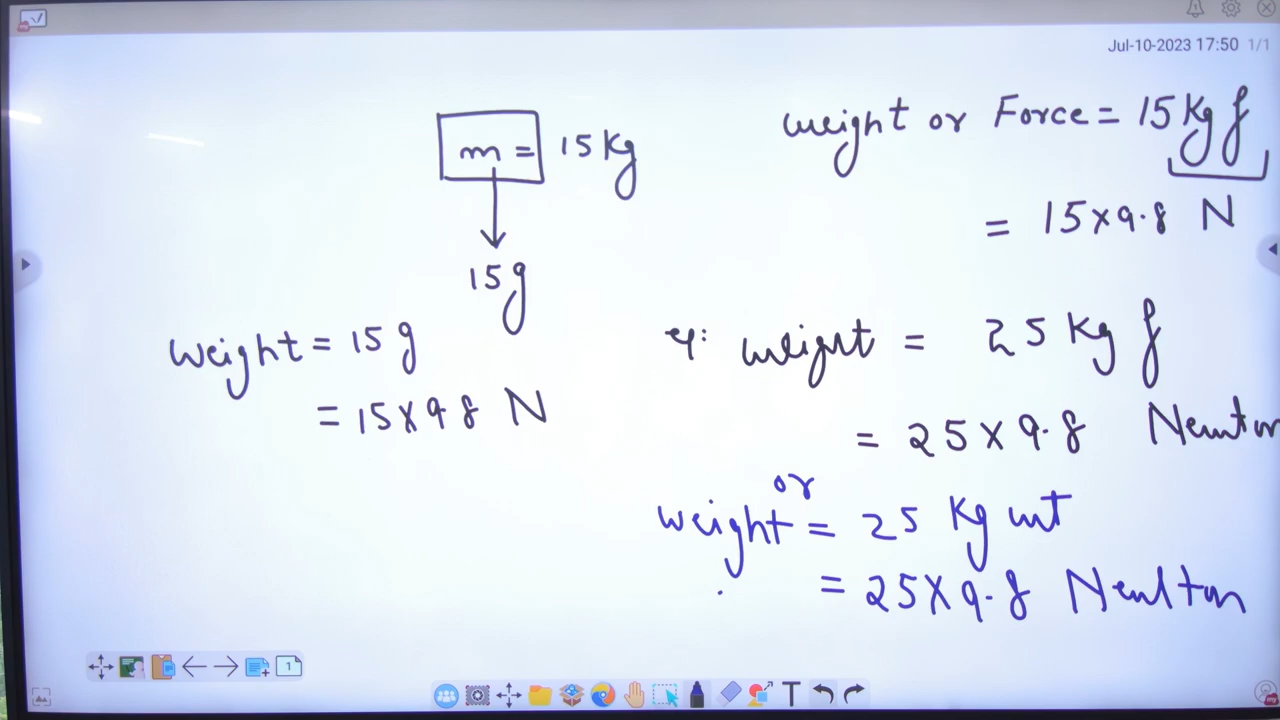 Jul-10-2023 17:50 1/1
m = 15 Kg
15g
weight = 15 g
= 15 x 9.8 N
weight or Force = 15 Kg f
= 15 x 9.8 N
weight = 25 Kg f
= 25 x 9.8 Newton
or
weight = 25 Kg wt
= 25 x 9.8 Newton
1
T